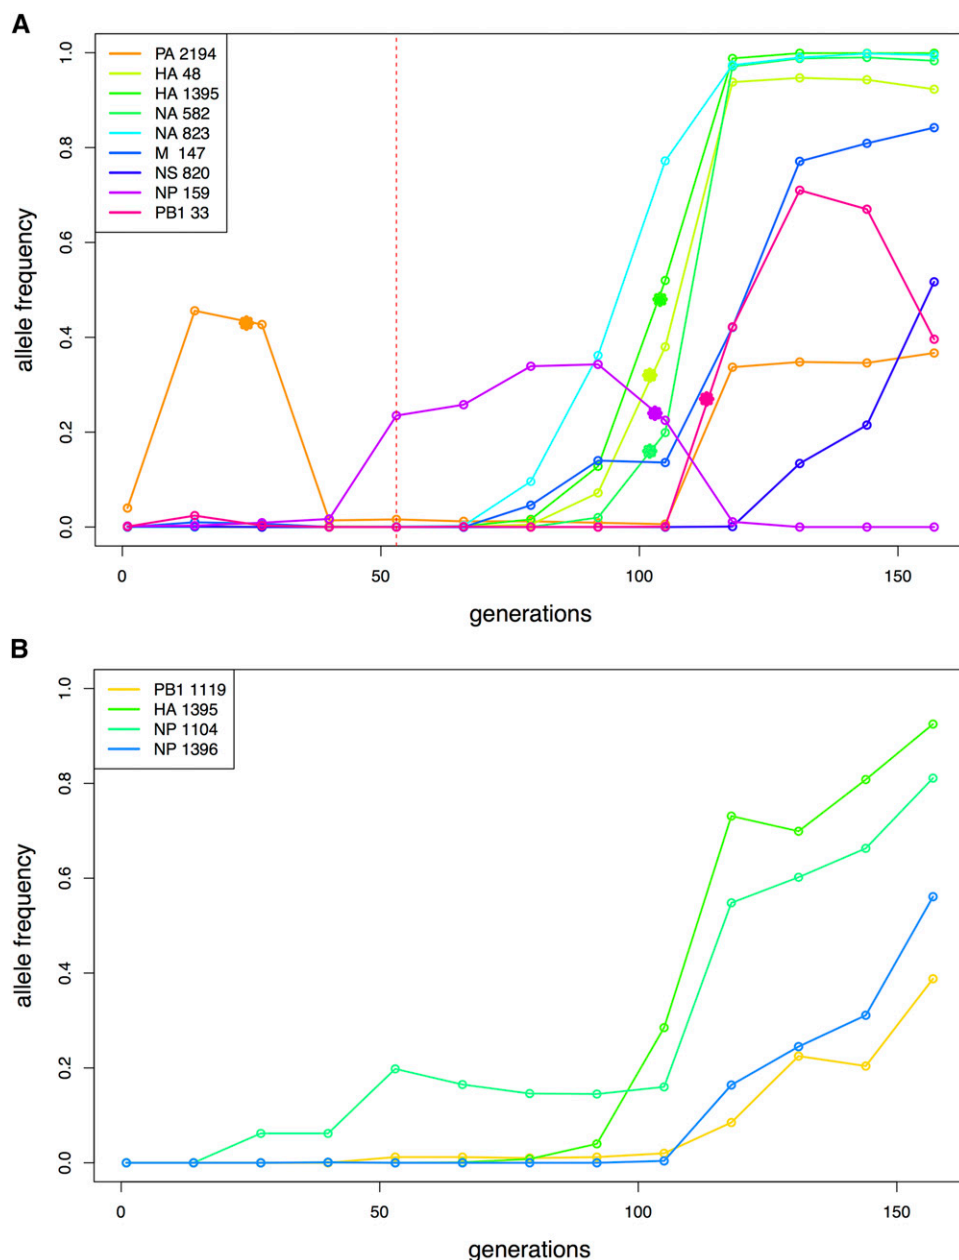 A
PA 2194
HA 48
HA 1395
NA 582
NA 823
M 147
NS 820
NP 159
PB1 33
allele frequency
1.0
0.8
0.6
0.4
0.2
0.0
0 50 100 150
generations
B
PB1 1119
HA 1395
NP 1104
NP 1396
allele frequency
1.0
0.8
0.6
0.4
0.2
0.0
0 50 100 150
generations